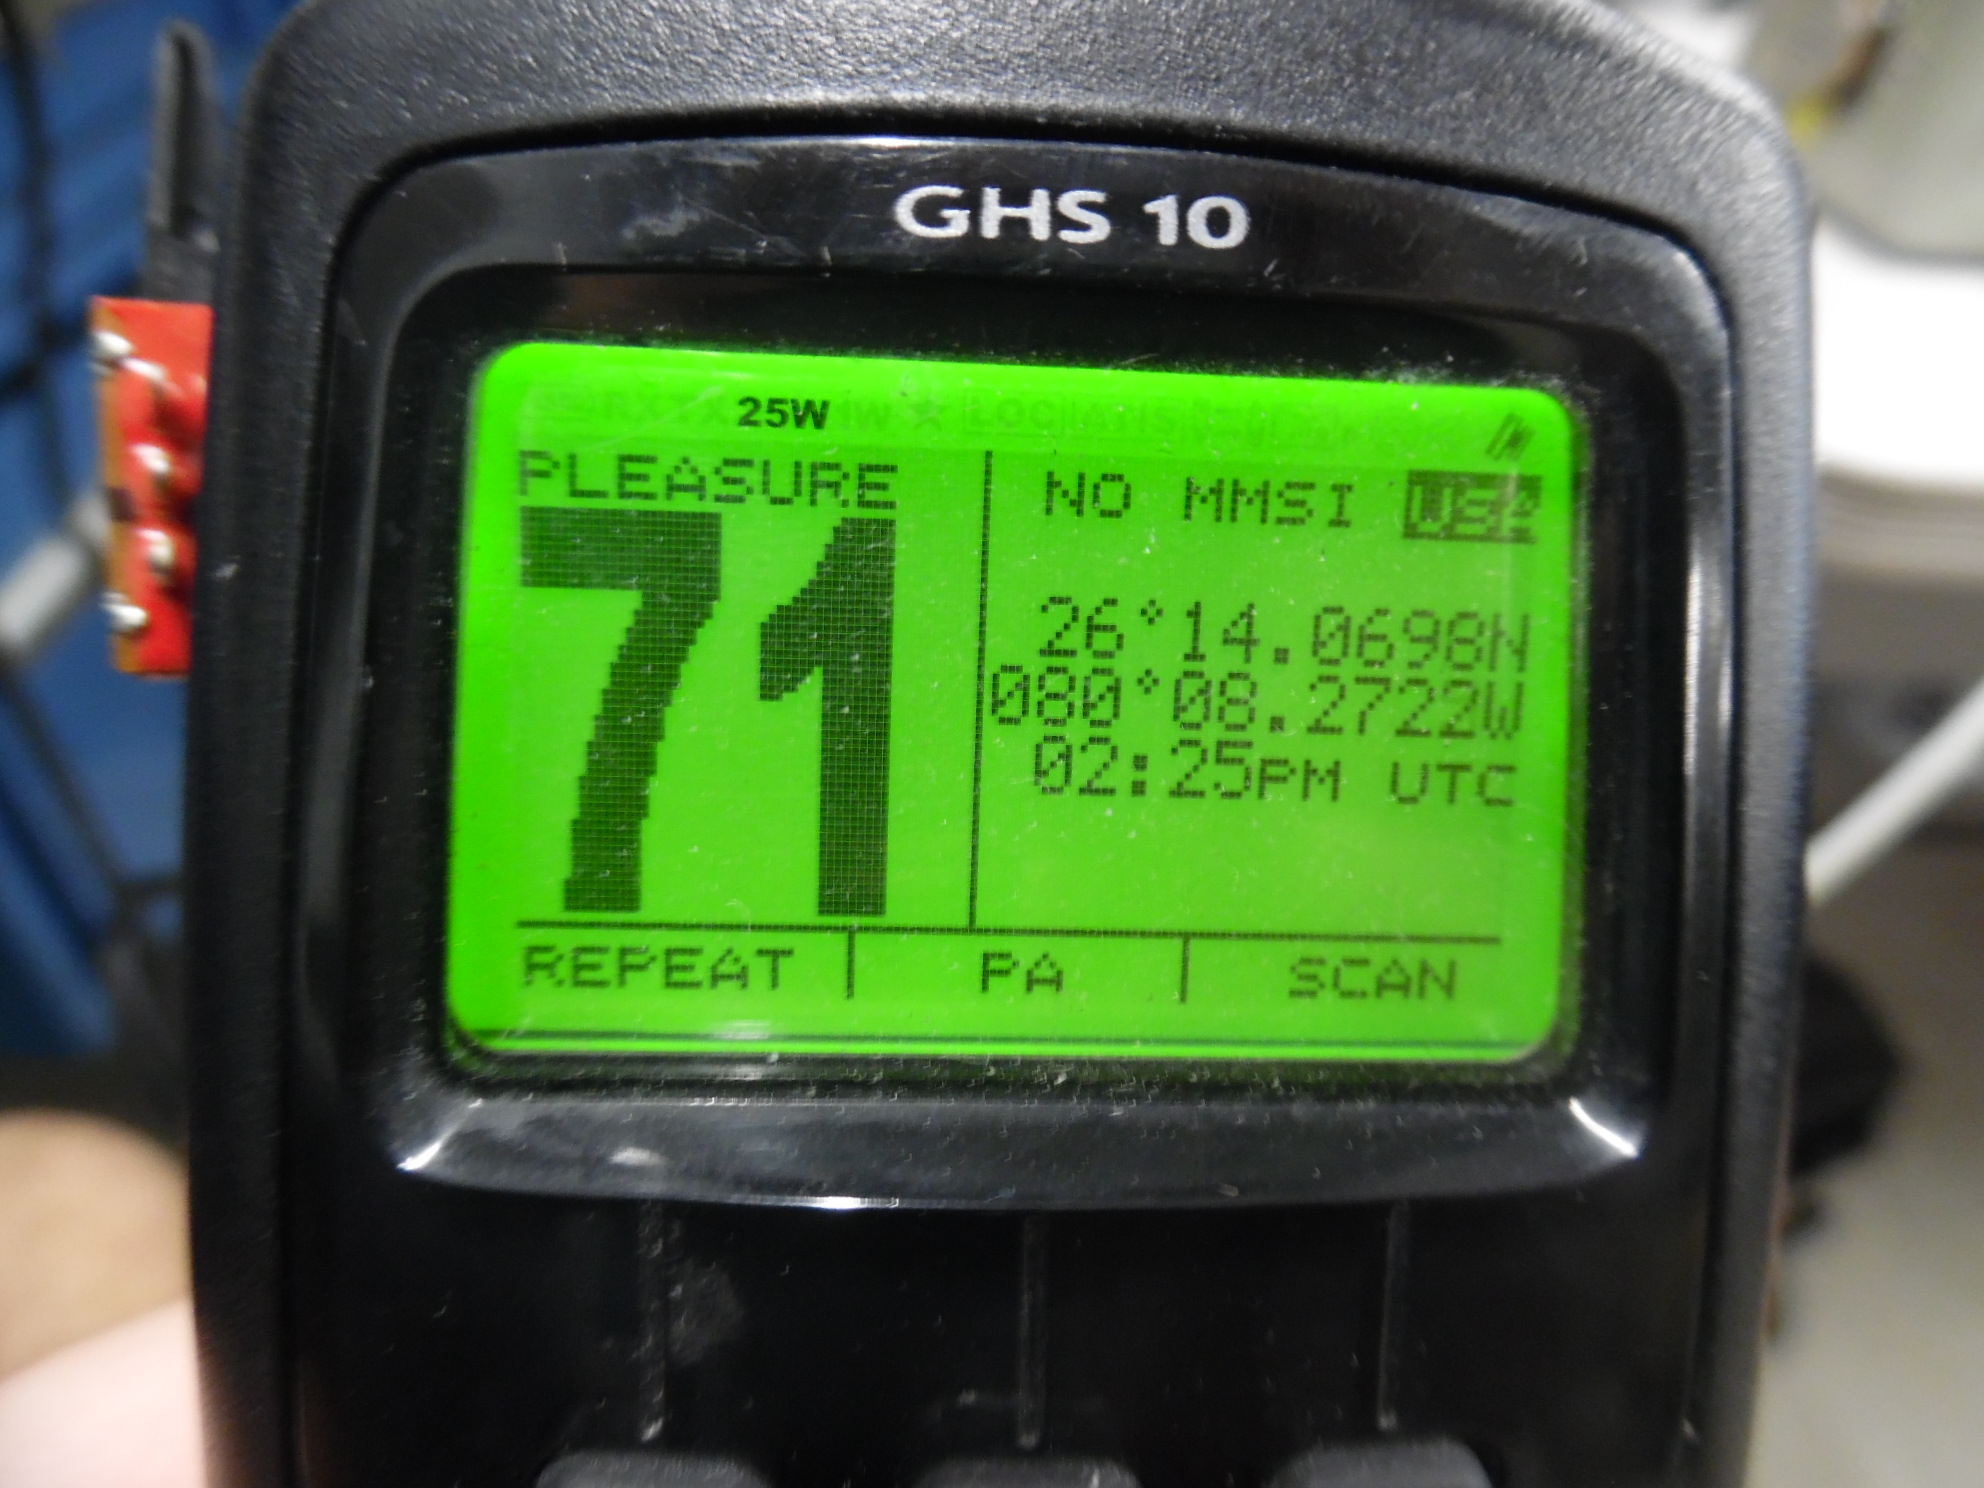 GHS 10
25W
PLEASURE
71
NO MMSI USA
26°14.0698N
080°08.2722W
02:25PM UTC
REPEAT PA SCAN